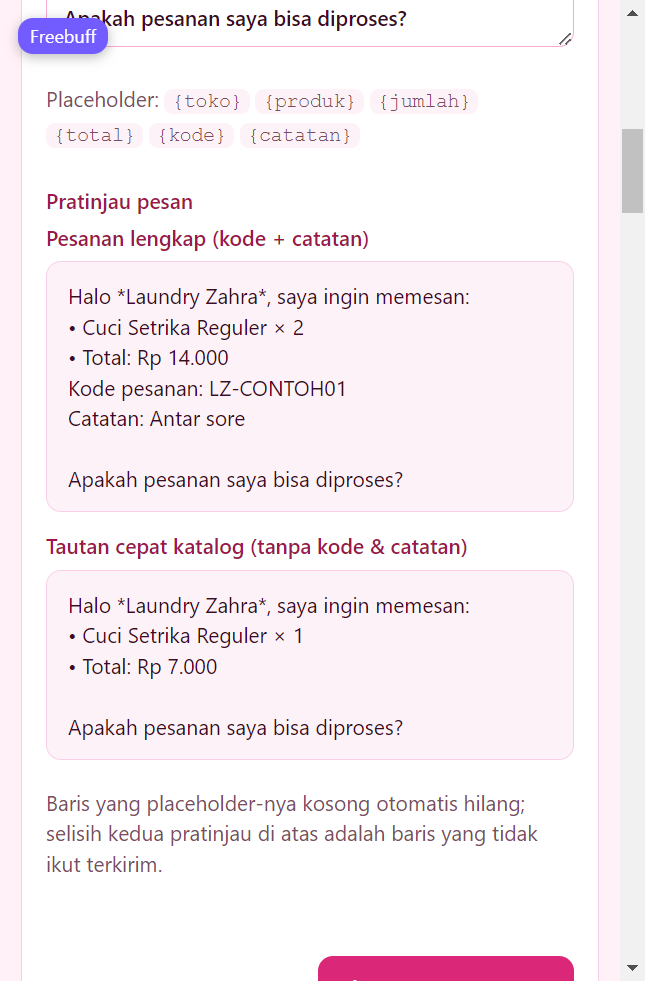 Apakah pesanan saya bisa diproses?
Freebuff
Placeholder: {toko} {produk} {jumlah}
{total} {kode} {catatan}
Pratinjau pesan
Pesanan lengkap (kode + catatan)
Halo *Laundry Zahra*, saya ingin memesan:
• Cuci Setrika Reguler × 2
• Total: Rp 14.000
Kode pesanan: LZ-CONTOH01
Catatan: Antar sore
Apakah pesanan saya bisa diproses?
Tautan cepat katalog (tanpa kode & catatan)
Halo *Laundry Zahra*, saya ingin memesan:
• Cuci Setrika Reguler × 1
• Total: Rp 7.000
Apakah pesanan saya bisa diproses?
Baris yang placeholder-nya kosong otomatis hilang;
selisih kedua pratinjau di atas adalah baris yang tidak
ikut terkirim.